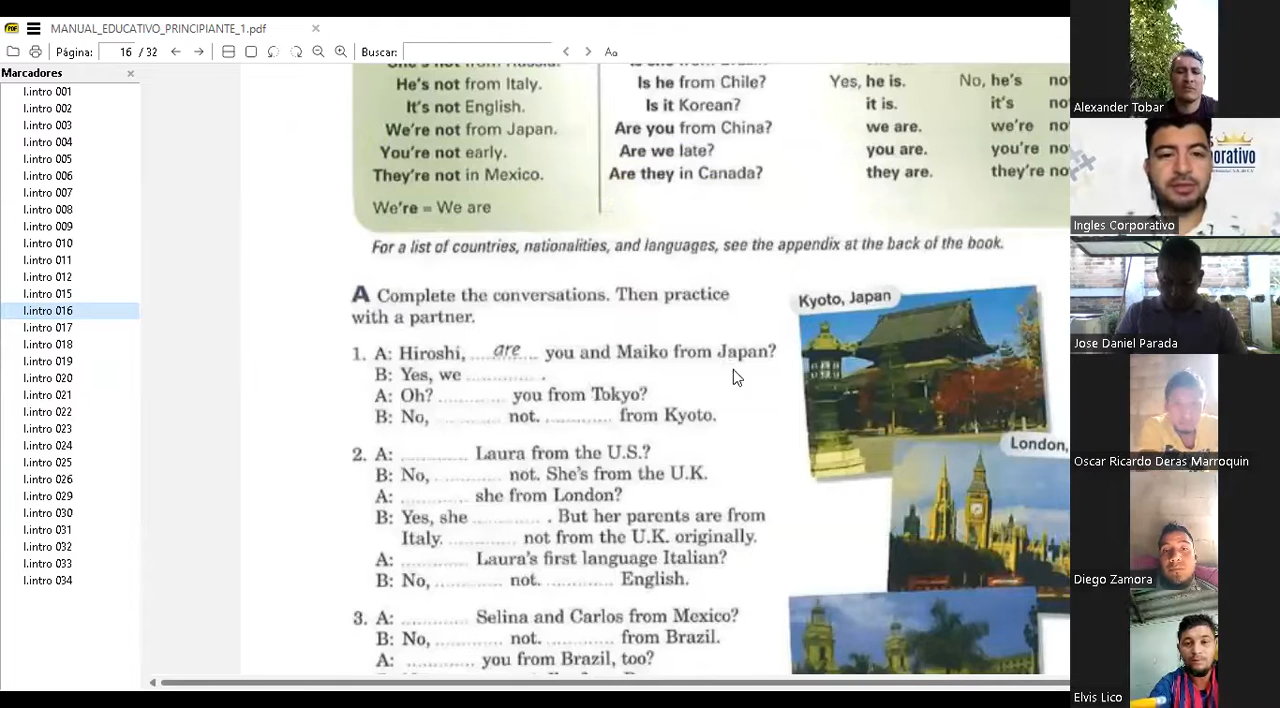 MANUAL_EDUCATIVO_PRINCIPIANTE_1.pdf
Página: 16 / 32 Buscar:
Marcadores
I.intro 001
I.intro 002
I.intro 003
I.intro 004
I.intro 005
I.intro 006
I.intro 007
I.intro 008
I.intro 009
I.intro 010
I.intro 011
I.intro 012
I.intro 015
I.intro 016
I.intro 017
I.intro 018
I.intro 019
I.intro 020
I.intro 021
I.intro 022
I.intro 023
I.intro 024
I.intro 025
I.intro 026
I.intro 029
I.intro 030
I.intro 031
I.intro 032
I.intro 033
I.intro 034
He's not from Italy. Is he from Chile? Yes, he is. No, he's no
It's not English. Is it Korean? it is. it's no
We're not from Japan. Are you from China? we are. we're no
You're not early. Are we late? you are. you're no
They're not in Mexico. Are they in Canada? they are. they're no
We're = We are
For a list of countries, nationalities, and languages, see the appendix at the back of the book.
A Complete the conversations. Then practice
with a partner.
1. A: Hiroshi, are you and Maiko from Japan?
B: Yes, we .......... .
A: Oh? .......... you from Tokyo?
B: No, .......... not. .......... from Kyoto.
2. A: .......... Laura from the U.S.?
B: No, .......... not. She's from the U.K.
A: .......... she from London?
B: Yes, she .......... . But her parents are from
Italy. .......... not from the U.K. originally.
A: .......... Laura's first language Italian?
B: No, .......... not. .......... English.
3. A: .......... Selina and Carlos from Mexico?
B: No, .......... not. .......... from Brazil.
A: .......... you from Brazil, too?
Kyoto, Japan
London,
Alexander Tobar
orativo
Ingles Corporativo
Jose Daniel Parada
Oscar Ricardo Deras Marroquin
Diego Zamora
Elvis Lico